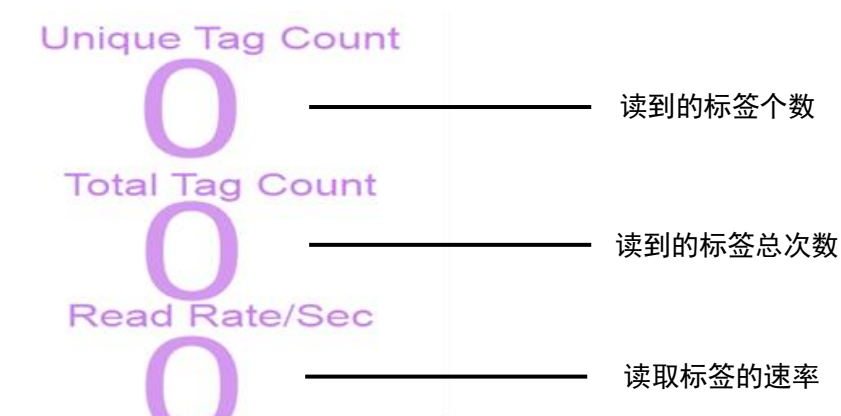 Unique Tag Count
0
读到的标签个数
Total Tag Count
0
读到的标签总次数
Read Rate/Sec
0
读取标签的速率